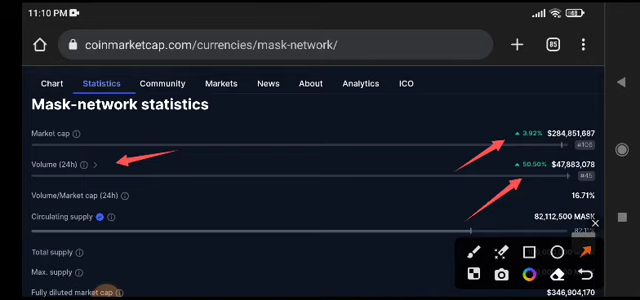 11:10 PM
coinmarketcap.com/currencies/mask-network/
85
Chart Statistics Community Markets News About Analytics ICO
Mask-network statistics
Market cap 3.92% $284,851,687
#106
Volume (24h) 50.50% $47,883,078
#45
Volume/Market cap (24h) 16.71%
Circulating supply 82,112,500 MASK
Total supply
Max. supply
Fully diluted market cap $346,904,170